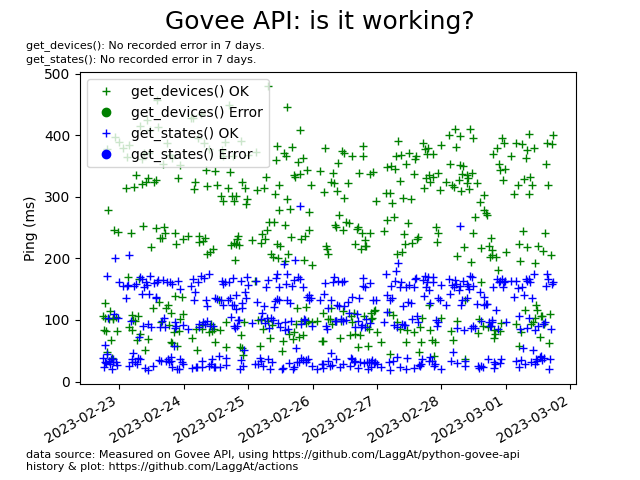 Govee API: is it working?
get_devices(): No recorded error in 7 days.
get_states(): No recorded error in 7 days.
500
400
300
200
100
0
Ping (ms)
get_devices() OK
get_devices() Error
get_states() OK
get_states() Error
2023-02-23
2023-02-24
2023-02-25
2023-02-26
2023-02-27
2023-02-28
2023-03-01
2023-03-02
data source: Measured on Govee API, using https://github.com/LaggAt/python-govee-api
history & plot: https://github.com/LaggAt/actions